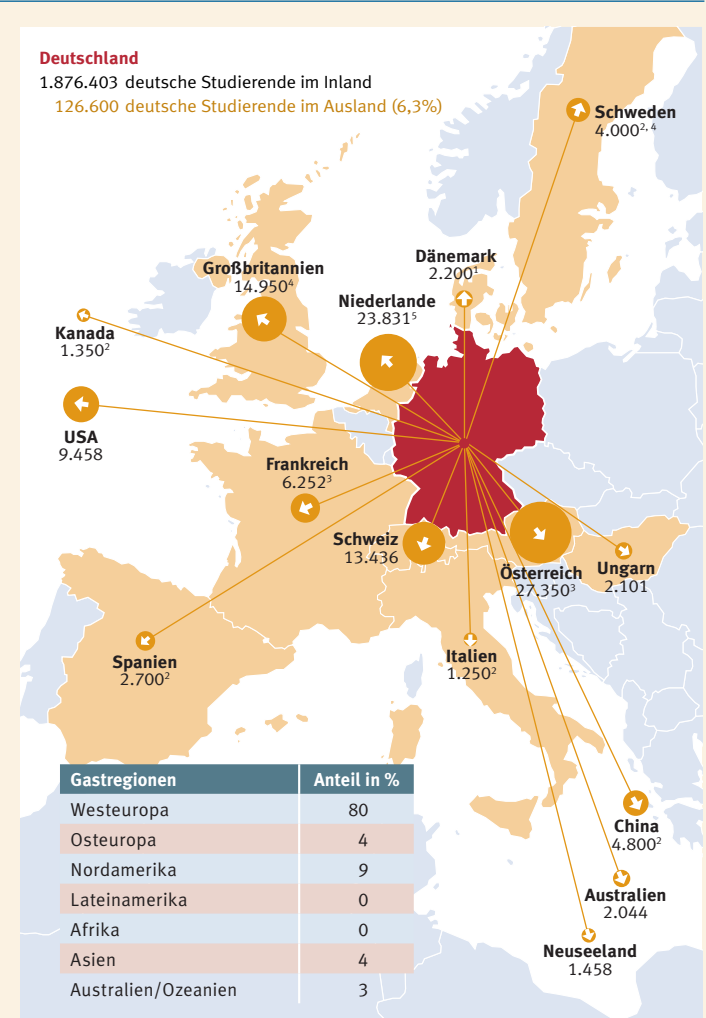 Deutschland
1.876.403 deutsche Studierende im Inland
126.600 deutsche Studierende im Ausland (6,3%)
Schweden
4.000²,⁴
Dänemark
2.200¹
Großbritannien
14.950⁴
Niederlande
23.831⁵
Kanada
1.350²
USA
9.458
Frankreich
6.252³
Schweiz
13.436
Österreich
27.350³
Ungarn
2.101
Spanien
2.700²
Italien
1.250²
China
4.800²
Australien
2.044
Neuseeland
1.458
Gastregionen Anteil in %
Westeuropa 80
Osteuropa 4
Nordamerika 9
Lateinamerika 0
Afrika 0
Asien 4
Australien/Ozeanien 3